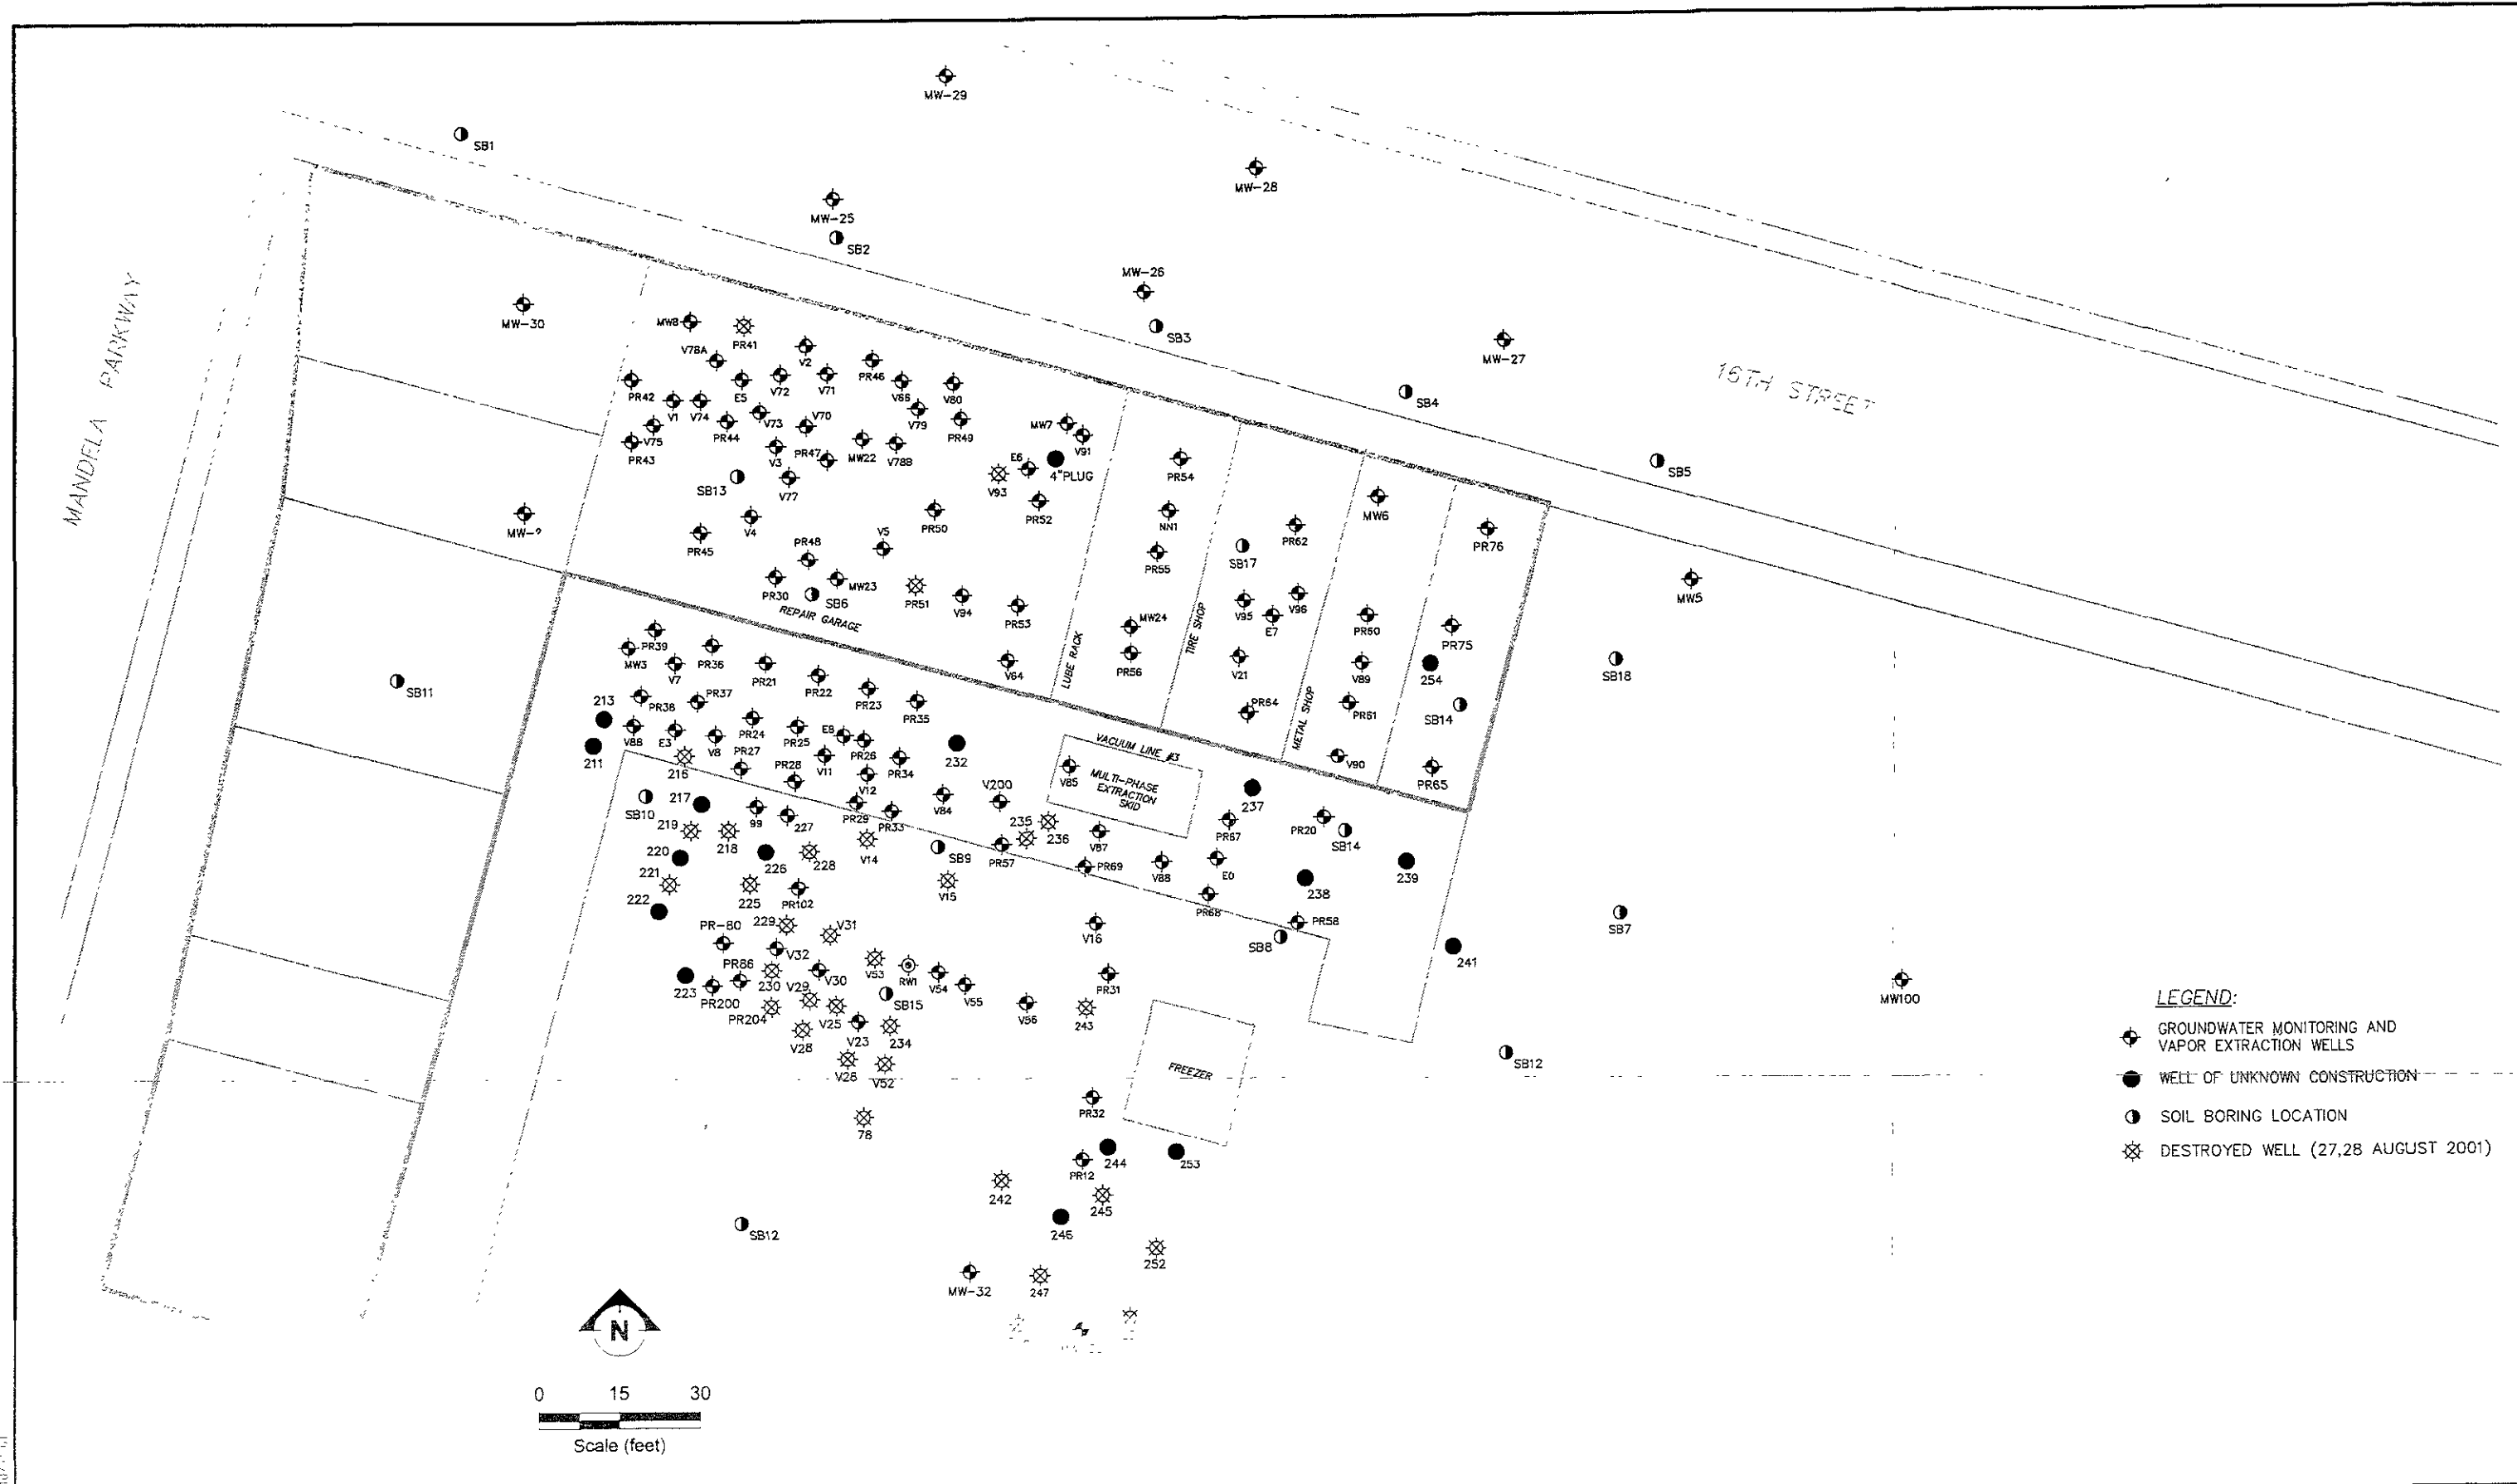 MW-29
SB1
MW-28
MW-25
SB2
MW-26
SB3
MW-27
16TH STREET
MANDELA PARKWAY
MW-30
MW8
PR41
V78A
V2
PR46
PR42
E5
V72
V71
V80
V1
V74
V73
V70
V79
PR49
SB4
V75
PR44
MW7
V91
PR43
V3
PR47
MW22
V78B
E6
4"PLUG
PR54
SB5
SB13
V77
V93
PR52
MW6
MW-?
V4
V5
PR50
NN1
PR62
PR76
PR45
PR48
PR55
SB17
MW5
PR30
SB6
MW23
PR51
V94
PR53
V95
E7
V96
REPAIR GARAGE
LUBE RACK
TIRE SHOP
METAL SHOP
MW24
PR60
PR75
PR39
MW3
V7
PR36
PR21
PR22
V64
PR56
V21
V89
254
SB18
SB11
213
PR38
PR37
PR23
PR35
PR64
PR61
SB14
211
V88
E3
V8
PR24
PR25
E8
PR26
216
PR27
PR28
V11
V12
PR34
232
VACUUM LINE #3
V85
MULTI-PHASE
EXTRACTION
SKID
V90
PR65
SB10
217
99
227
PR29
PR33
V84
V200
237
219
218
235
236
V87
PR67
PR20
SB14
220
226
228
V14
SB9
PR57
PR69
V88
E0
239
221
225
PR102
V15
238
222
229
V31
PR68
PR58
SB7
PR-80
V32
V16
SB8
241
PR86
230
V30
V53
RW1
V54
V55
PR31
MW100
223
PR200
V29
SB15
V56
243
PR204
V28
V25
V23
234
V26
V52
FREEZER
SB12
78
PR32
244
253
PR12
242
245
SB12
246
252
MW-32
247
LEGEND:
GROUNDWATER MONITORING AND
VAPOR EXTRACTION WELLS
WELL OF UNKNOWN CONSTRUCTION
SOIL BORING LOCATION
DESTROYED WELL (27,28 AUGUST 2001)
N
0 15 30
Scale (feet)